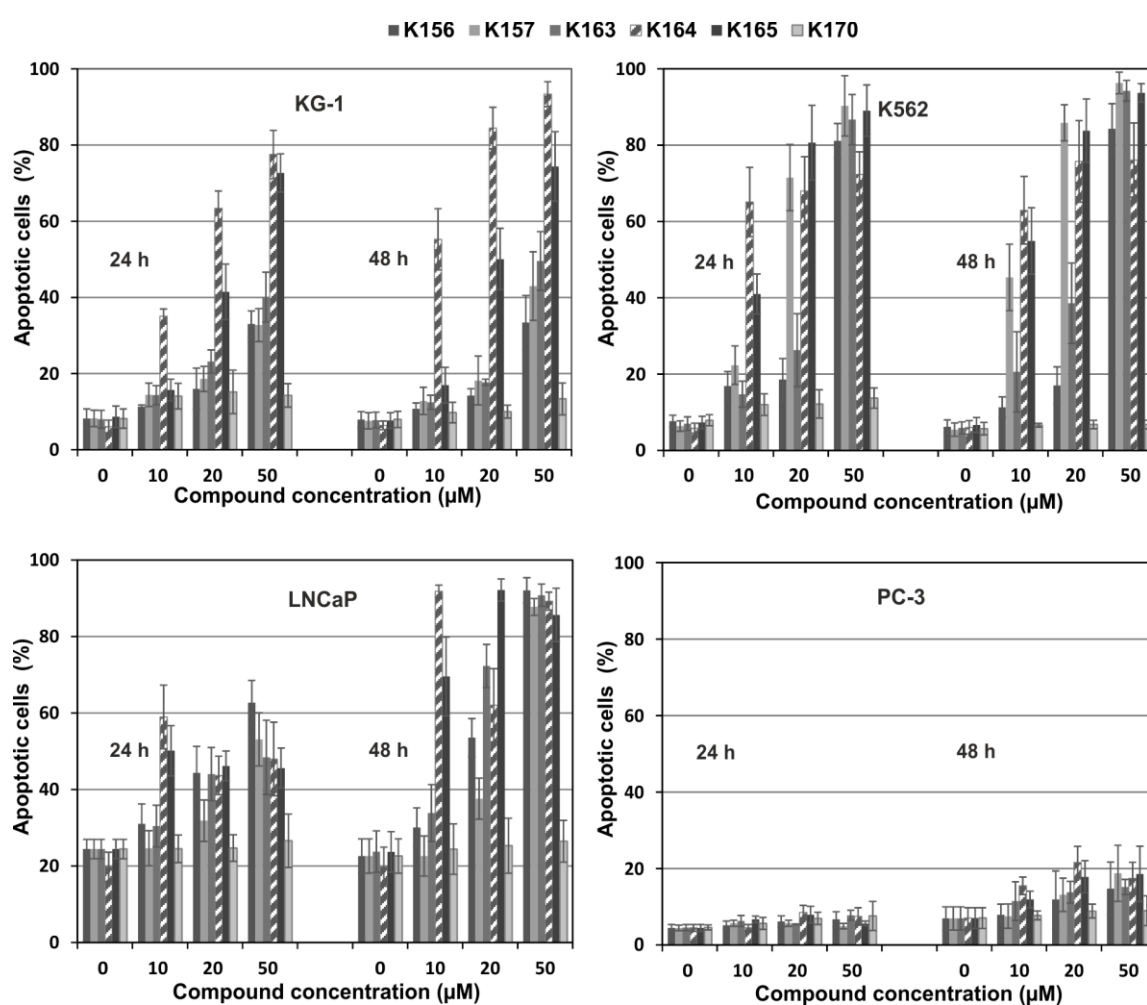 K156 K157 K163 K164 K165 K170
Apoptotic cells (%)
100
80
60
40
20
0
KG-1
24 h
48 h
0 10 20 50 0 10 20 50
Compound concentration (µM)
Apoptotic cells (%)
100
80
60
40
20
0
K562
24 h
48 h
0 10 20 50 0 10 20 50
Compound concentration (µM)
Apoptotic cells (%)
100
80
60
40
20
0
LNCaP
24 h
48 h
0 10 20 50 0 10 20 50
Compound concentration (µM)
Apoptotic cells (%)
100
80
60
40
20
0
PC-3
24 h
48 h
0 10 20 50 0 10 20 50
Compound concentration (µM)